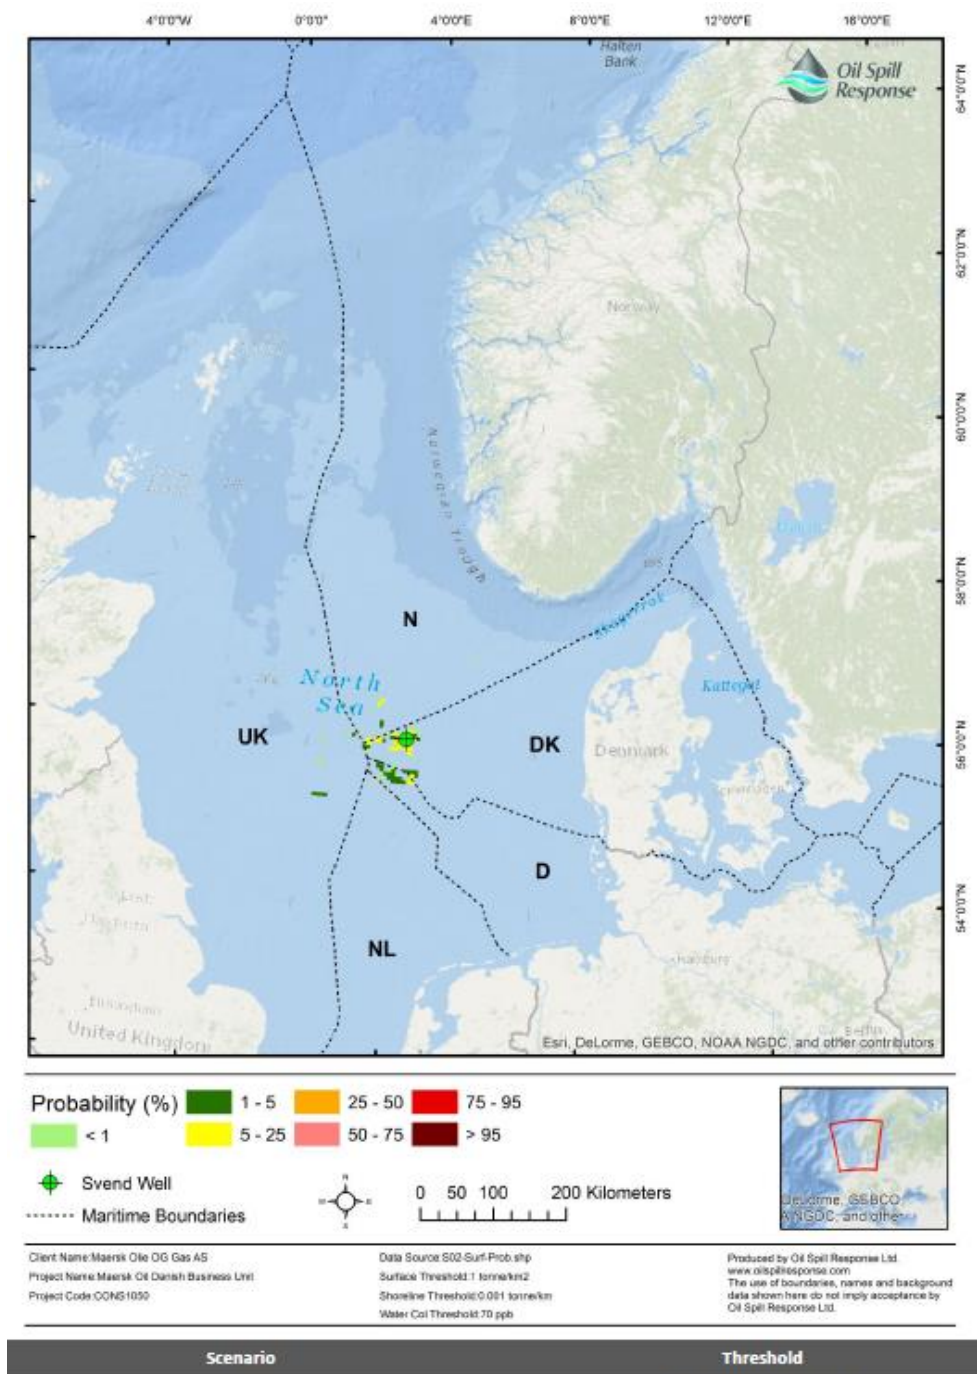 4°0'0"W 0°0'0" 4°0'0"E 8°0'0"E 12°0'0"E 16°0'0"E
Halten
Bank
Oil Spill
Response
64°0'0"N
62°0'0"N
Norway
60°0'0"N
Norwegian Trough
58°0'0"N
Skagerrak
N
North
Sea
Kattegat
UK
DK
Denmark
56°0'0"N
D
54°0'0"N
NL
Hamburg
Berlin
United Kingdom
Esri, DeLorme, GEBCO, NOAA NGDC, and other contributors
Probability (%)
< 1
1 - 5
5 - 25
25 - 50
50 - 75
75 - 95
> 95
Svend Well
Maritime Boundaries
N
W E
S
0 50 100 200 Kilometers
DeLorme, GEBCO
A NGDC, and other
Client Name:Maersk Olie OG Gas AS
Project Name:Maersk Oil Danish Business Unit
Project Code:CONS1050
Data Source:S02-Surf-Prob.shp
Surface Threshold:1 tonne/km2
Shoreline Threshold:0.001 tonne/km
Water Col Threshold:70 ppb
Produced by Oil Spill Response Ltd.
www.oilspillresponse.com
The use of boundaries, names and background
data shown here do not imply acceptance by
Oil Spill Response Ltd.
Scenario Threshold